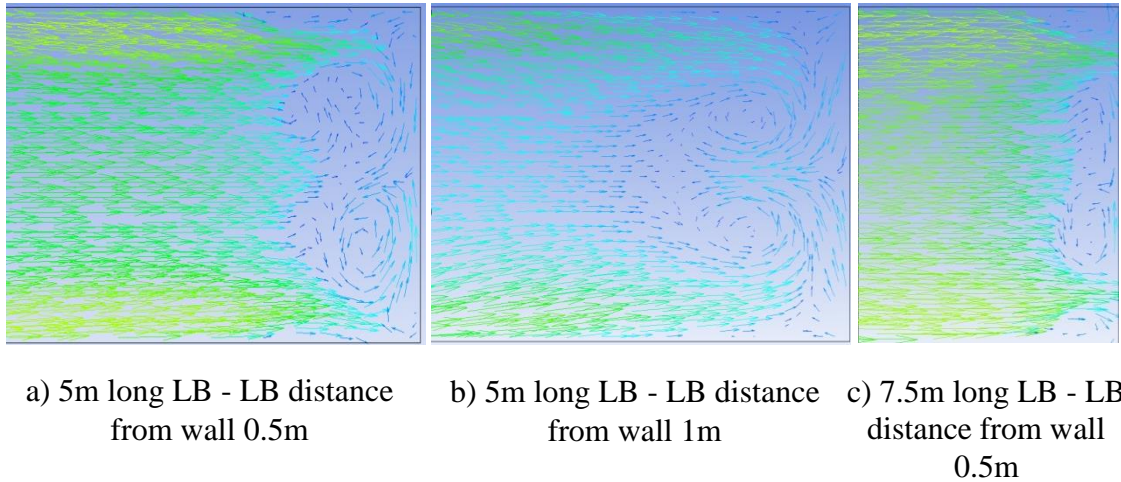 a) 5m long LB - LB distance
from wall 0.5m
b) 5m long LB - LB distance
from wall 1m
c) 7.5m long LB - LB
distance from wall
0.5m